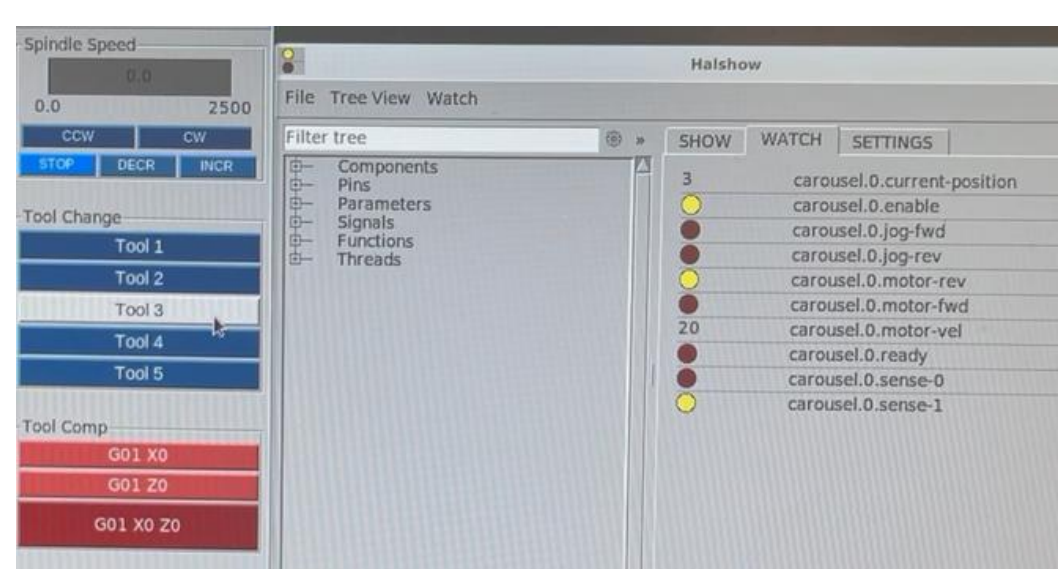 Spindle Speed
0.0
0.0 2500
CCW CW
STOP DECR INCR
Tool Change
Tool 1
Tool 2
Tool 3
Tool 4
Tool 5
Tool Comp
G01 X0
G01 Z0
G01 X0 Z0
Halshow
File Tree View Watch
Filter tree »
Components
Pins
Parameters
Signals
Functions
Threads
SHOW WATCH SETTINGS
3 carousel.0.current-position
carousel.0.enable
carousel.0.jog-fwd
carousel.0.jog-rev
carousel.0.motor-rev
carousel.0.motor-fwd
20 carousel.0.motor-vel
carousel.0.ready
carousel.0.sense-0
carousel.0.sense-1